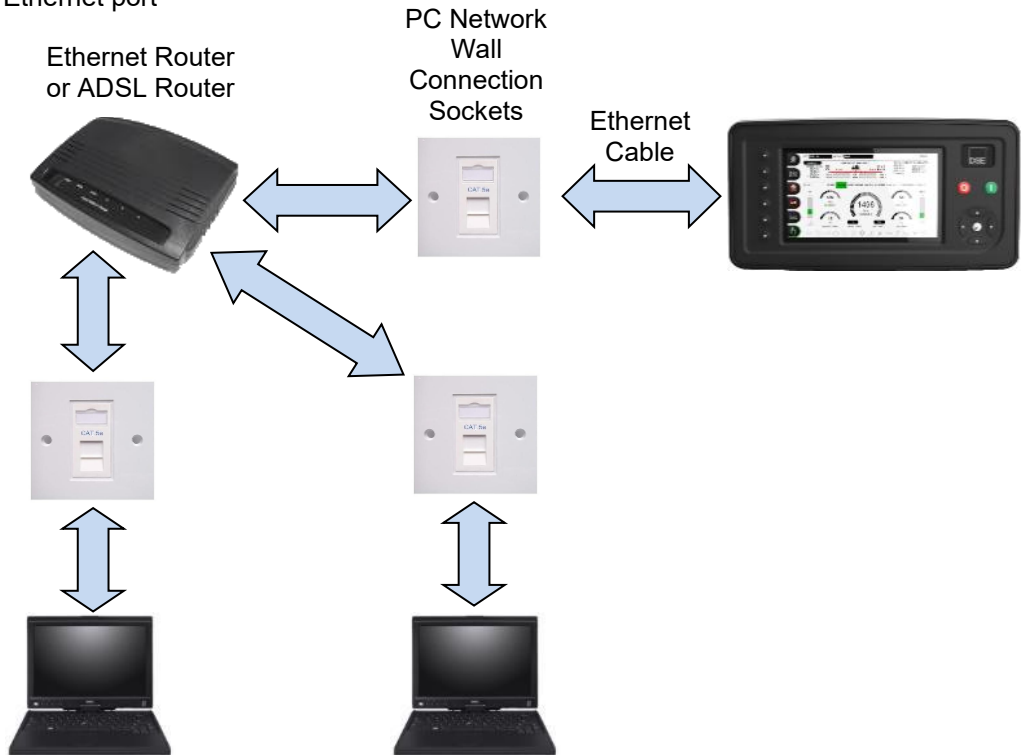 Ethernet port
PC Network
Wall
Connection
Sockets
Ethernet Router
or ADSL Router
Ethernet
Cable
CAT 5e
DSE
1496
CAT 5e
CAT 5e